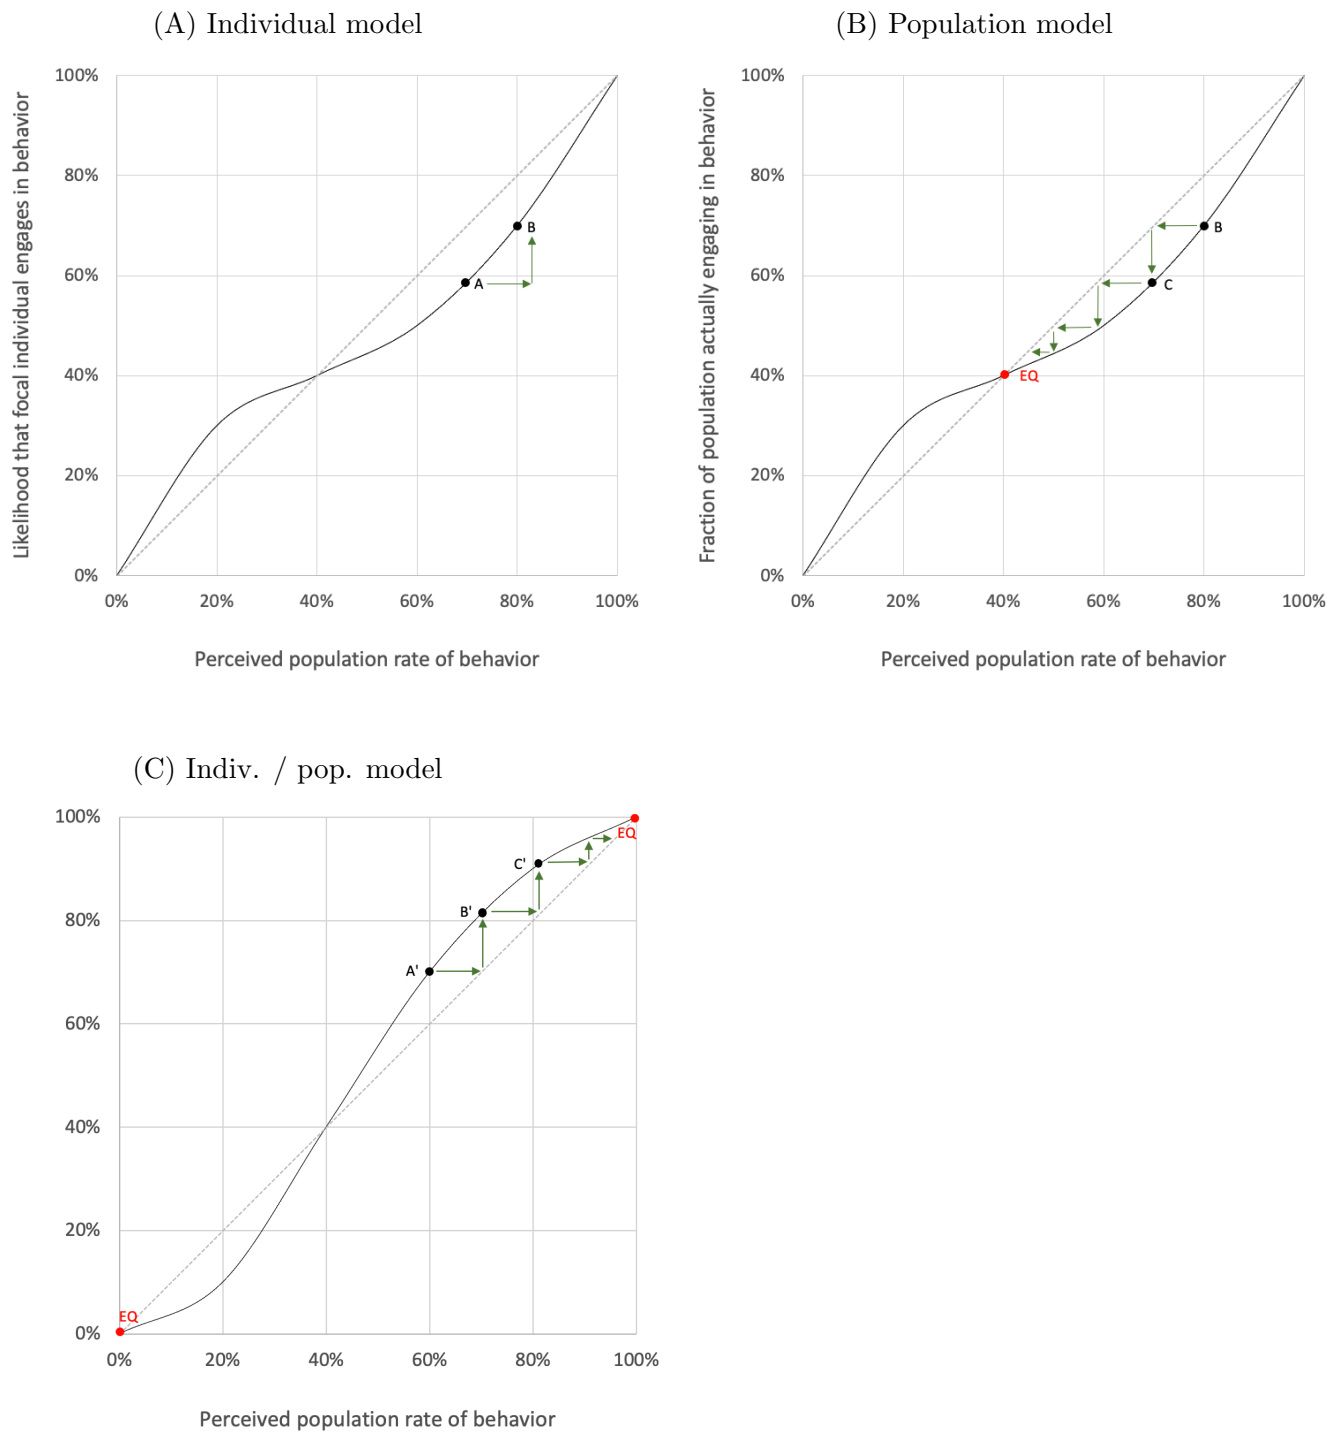 (A) Individual model
Likelihood that focal individual engages in behavior
100%
80%
60%
40%
20%
0%
B
A
0% 20% 40% 60% 80% 100%
Perceived population rate of behavior
(B) Population model
Fraction of population actually engaging in behavior
100%
80%
60%
40%
20%
0%
B
C
EQ
0% 20% 40% 60% 80% 100%
Perceived population rate of behavior
(C) Indiv. / pop. model
100%
80%
60%
40%
20%
0%
EQ
C'
B'
A'
EQ
0% 20% 40% 60% 80% 100%
Perceived population rate of behavior